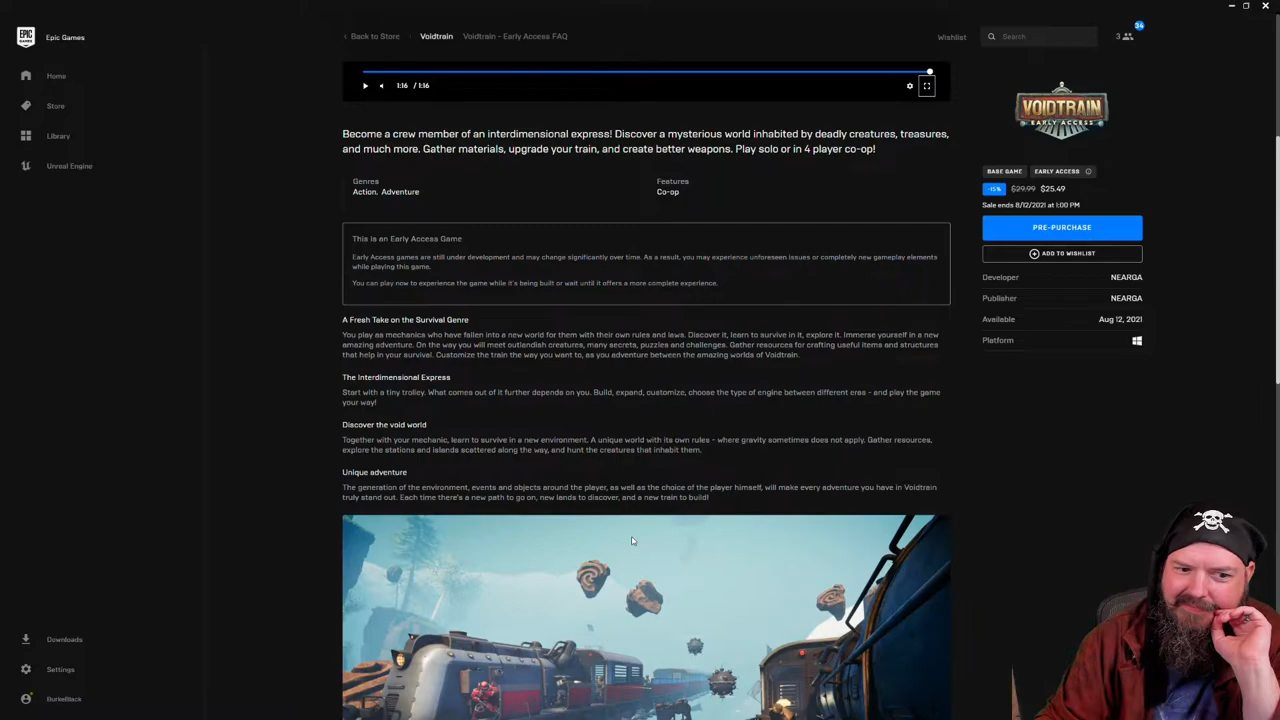 EPIC
GAMES
Epic Games
Home
Store
Library
Unreal Engine
Downloads
Settings
BurkeBlack
Back to Store
Voidtrain
Voidtrain - Early Access FAQ
Wishlist
Search
3
34
1:16 / 1:16
Become a crew member of an interdimensional express! Discover a mysterious world inhabited by deadly creatures, treasures,
and much more. Gather materials, upgrade your train, and create better weapons. Play solo or in 4 player co-op!
Genres
Action, Adventure
Features
Co-op
This is an Early Access Game
Early Access games are still under development and may change significantly over time. As a result, you may experience unforeseen issues or completely new gameplay elements
while playing this game.
You can play now to experience the game while it's being built or wait until it offers a more complete experience.
A Fresh Take on the Survival Genre
You play as mechanics who have fallen into a new world for them with their own rules and laws. Discover it, learn to survive in it, explore it. Immerse yourself in a new
amazing adventure. On the way you will meet outlandish creatures, many secrets, puzzles and challenges. Gather resources for crafting useful items and structures
that help in your survival. Customize the train the way you want to, as you adventure between the amazing worlds of Voidtrain.
The Interdimensional Express
Start with a tiny trolley. What comes out of it further depends on you. Build, expand, customize, choose the type of engine between different eras - and play the game
your way!
Discover the void world
Together with your mechanic, learn to survive in a new environment. A unique world with its own rules - where gravity sometimes does not apply. Gather resources,
explore the stations and islands scattered along the way, and hunt the creatures that inhabit them.
Unique adventure
The generation of the environment, events and objects around the player, as well as the choice of the player himself, will make every adventure you have in Voidtrain
truly stand out. Each time there's a new path to go on, new lands to discover, and a new train to build!
VOIDTRAIN
EARLY ACCESS
BASE GAME
EARLY ACCESS
-15% $29.99 $25.49
Sale ends 8/12/2021 at 1:00 PM
PRE-PURCHASE
ADD TO WISHLIST
Developer NEARGA
Publisher NEARGA
Available Aug 12, 2021
Platform